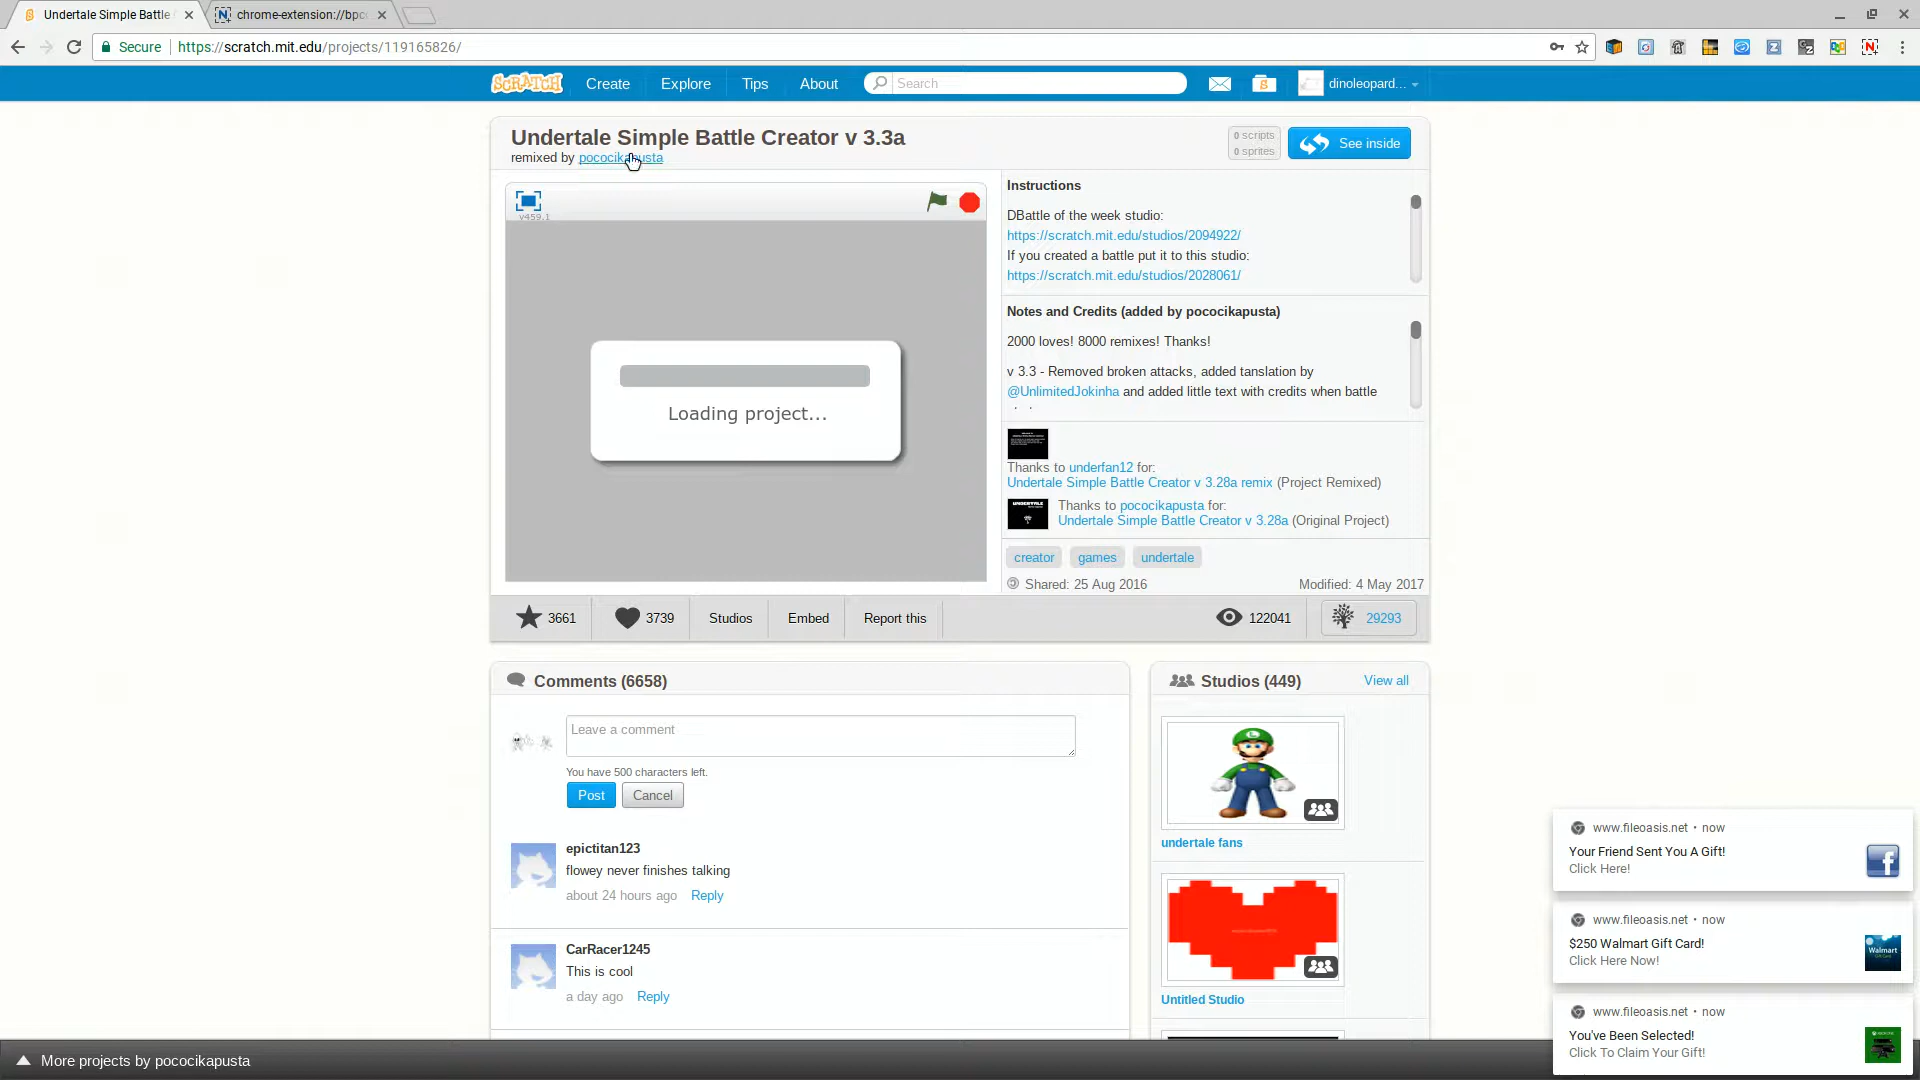 Undertale Simple Battle
chrome-extension://bpc
Secure
https://scratch.mit.edu/projects/119165826/
SCRATCH
Create
Explore
Tips
About
Search
dinoleopard...
Undertale Simple Battle Creator v 3.3a
remixed by pococikapusta
0 scripts
0 sprites
See inside
v459.1
Loading project...
Instructions
DBattle of the week studio:
https://scratch.mit.edu/studios/2094922/
If you created a battle put it to this studio:
https://scratch.mit.edu/studios/2028061/
Notes and Credits (added by pococikapusta)
2000 loves! 8000 remixes! Thanks!
v 3.3 - Removed broken attacks, added tanslation by
@UnlimitedJokinha and added little text with credits when battle
Thanks to underfan12 for:
Undertale Simple Battle Creator v 3.28a remix (Project Remixed)
UNDERTALE
Thanks to pococikapusta for:
Undertale Simple Battle Creator v 3.28a (Original Project)
creator
games
undertale
Shared: 25 Aug 2016
Modified: 4 May 2017
3661
3739
Studios
Embed
Report this
122041
29293
Comments (6658)
Leave a comment
You have 500 characters left.
Post
Cancel
epictitan123
flowey never finishes talking
about 24 hours ago
Reply
CarRacer1245
This is cool
a day ago
Reply
Studios (449)
View all
undertale fans
Untitled Studio
www.fileoasis.net • now
Your Friend Sent You A Gift!
Click Here!
www.fileoasis.net • now
$250 Walmart Gift Card!
Click Here Now!
Walmart
www.fileoasis.net • now
You've Been Selected!
Click To Claim Your Gift!
More projects by pococikapusta